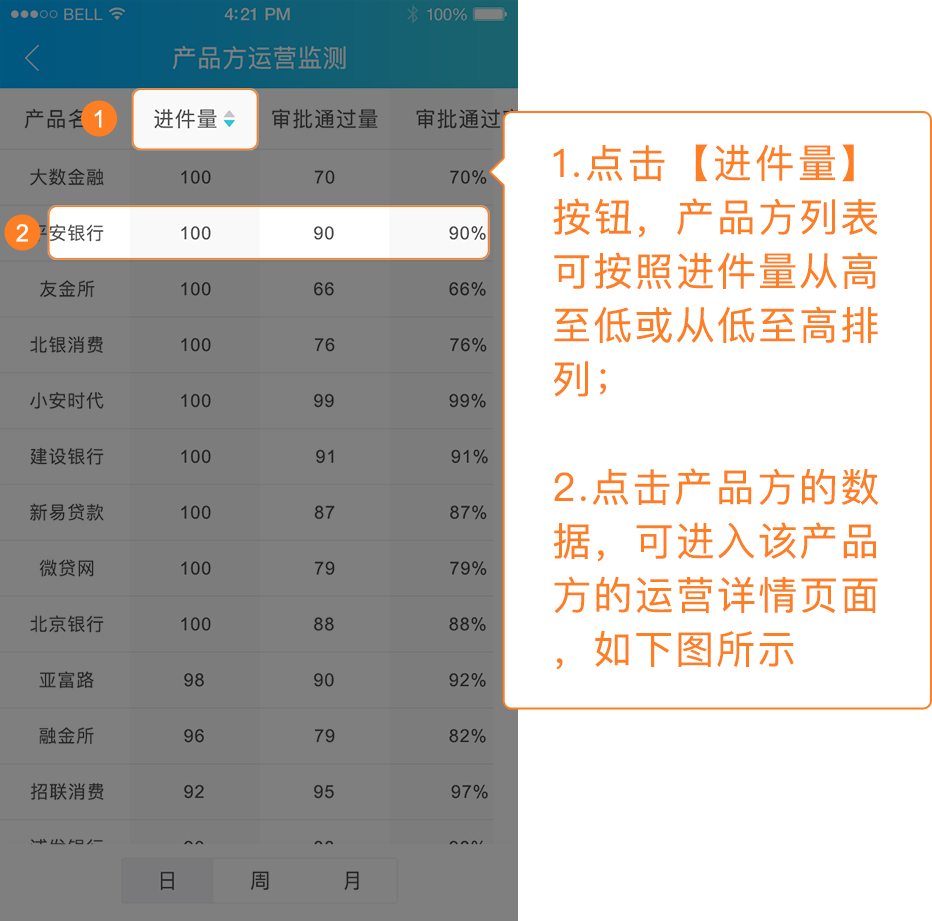 BELL 4:21 PM 100%
产品方运营监测
产品名 1 进件量 审批通过量 审批通过
大数金融 100 70 70%
2 平安银行 100 90 90%
友金所 100 66 66%
北银消费 100 76 76%
小安时代 100 99 99%
建设银行 100 91 91%
新易贷款 100 87 87%
微贷网 100 79 79%
北京银行 100 88 88%
亚富路 98 90 92%
融金所 96 79 82%
招联消费 92 95 97%
日 周 月
1.点击【进件量】
按钮，产品方列表
可按照进件量从高
至低或从低至高排
列；
2.点击产品方的数
据，可进入该产品
方的运营详情页面
，如下图所示